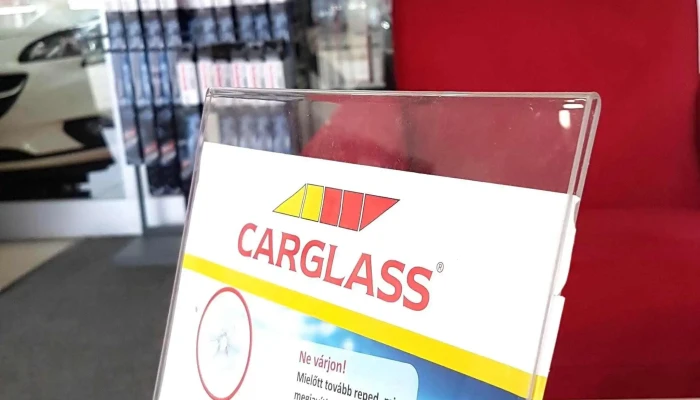 CARGLASS®
Ne várjon!
Mielőtt tovább reped,